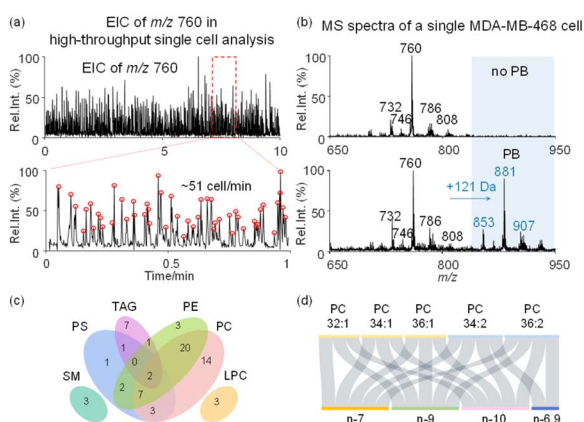 (a)
EIC of m/z 760 in
high-throughput single cell analysis
EIC of m/z 760
Rel.Int. (%)
100
50
0
0
5
10
~51 cell/min
Rel.Int. (%)
100
50
0
0
0.5
1
Time/min
(b)
MS spectra of a single MDA-MB-468 cell
760
no PB
732
746
786
808
Rel.Int. (%)
100
50
0
650
750
850
950
760
PB
881
+121 Da
732
746
786
808
853
907
Rel.Int. (%)
100
50
0
650
750
850
950
m/z
(c)
TAG
PE
PS
PC
SM
LPC
7
3
1
1
20
1
0
14
2
2
7
3
3
3
(d)
PC
32:1
PC
34:1
PC
36:1
PC
34:2
PC
36:2
n-7
n-9
n-10
n-6,9